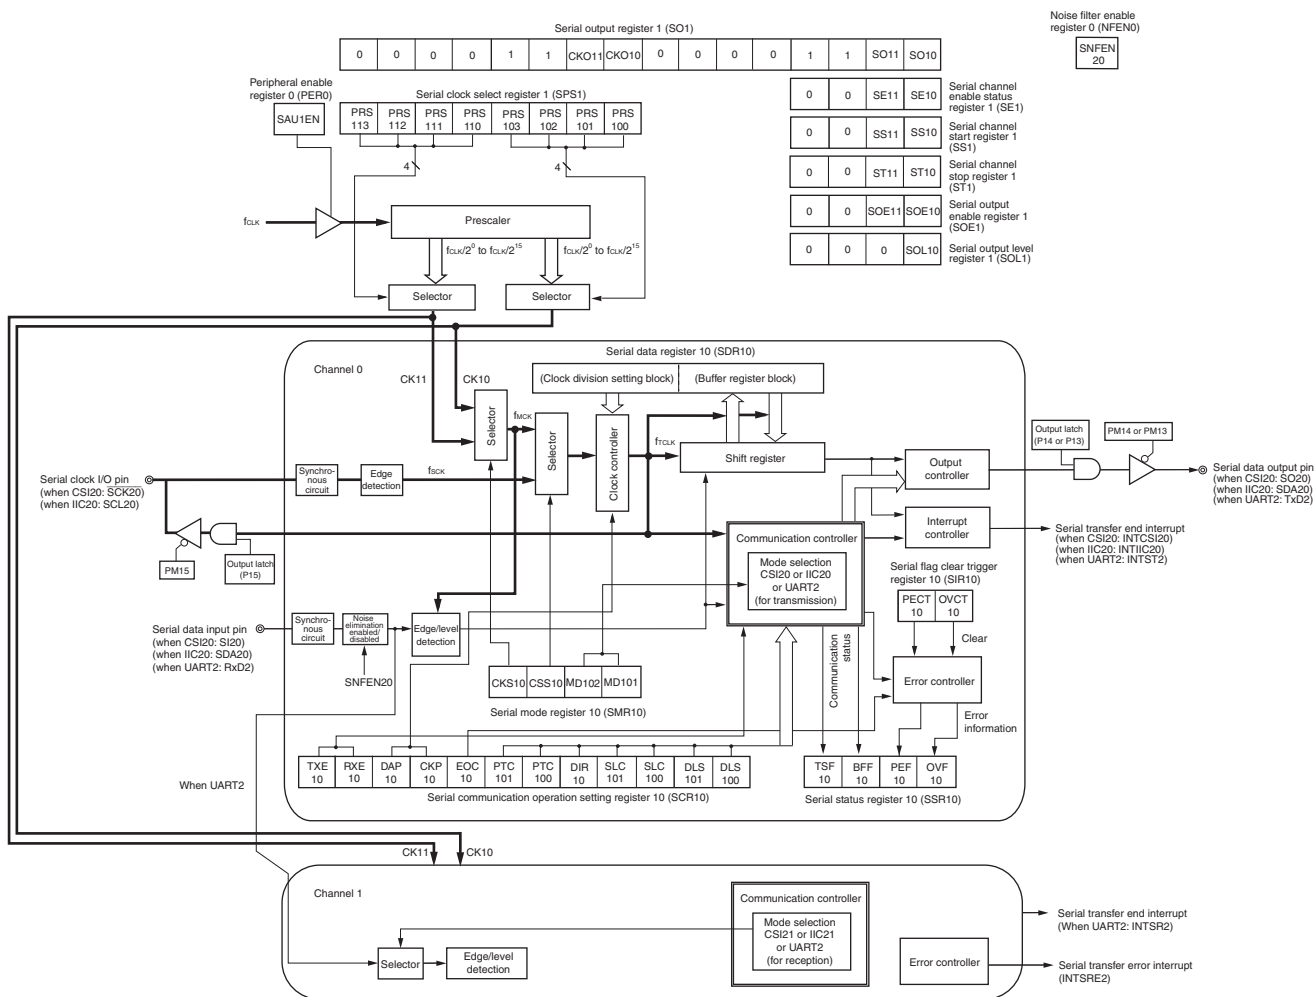 Noise filter enable
register 0 (NFEN0)
SNFEN
20
Serial output register 1 (SO1)
0 0 0 0 1 1 CKO11 CKO10 0 0 0 0 1 1 SO11 SO10
Peripheral enable
register 0 (PER0)
SAU1EN
Serial clock select register 1 (SPS1)
PRS PRS PRS PRS PRS PRS PRS PRS
113 112 111 110 103 102 101 100
4
4
0 0 SE11 SE10
Serial channel
enable status
register 1 (SE1)
0 0 SS11 SS10
Serial channel
start register 1
(SS1)
0 0 ST11 ST10
Serial channel
stop register 1
(ST1)
0 0 SOE11 SOE10
Serial output
enable register 1
(SOE1)
0 0 0 SOL10
Serial output level
register 1 (SOL1)
fCLK
Prescaler
fCLK/2^0 to fCLK/2^15
fCLK/2^0 to fCLK/2^15
Selector
Selector
Channel 0
CK11
CK10
Serial data register 10 (SDR10)
(Clock division setting block)
(Buffer register block)
Selector
fMCK
Selector
Clock controller
fTCLK
Shift register
Output
controller
Output latch
(P14 or P13)
PM14 or PM13
Serial data output pin
(when CSI20: SO20)
(when IIC20: SDA20)
(when UART2: TxD2)
Serial clock I/O pin
(when CSI20: SCK20)
(when IIC20: SCL20)
Synchro-
nous
circuit
Edge
detection
fSCK
PM15
Output latch
(P15)
Communication controller
Mode selection
CSI20 or IIC20
or UART2
(for transmission)
Interrupt
controller
Serial transfer end interrupt
(when CSI20: INTCSI20)
(when IIC20: INTIIC20)
(when UART2: INTST2)
Serial flag clear trigger
register 10 (SIR10)
PECT OVCT
10 10
Clear
Serial data input pin
(when CSI20: SI20)
(when IIC20: SDA20)
(when UART2: RxD2)
Synchro-
nous
circuit
Noise
elimination
enabled/
disabled
SNFEN20
Edge/level
detection
Communication
status
Error controller
Error
information
CKS10 CSS10 MD102 MD101
Serial mode register 10 (SMR10)
TXE RXE DAP CKP EOC PTC PTC DIR SLC SLC DLS DLS
10 10 10 10 10 101 100 10 101 100 101 100
Serial communication operation setting register 10 (SCR10)
TSF BFF PEF OVF
10 10 10 10
Serial status register 10 (SSR10)
When UART2
CK11
CK10
Channel 1
Communication controller
Mode selection
CSI21 or IIC21
or UART2
(for reception)
Selector
Edge/level
detection
Error controller
Serial transfer end interrupt
(When UART2: INTSR2)
Serial transfer error interrupt
(INTSRE2)